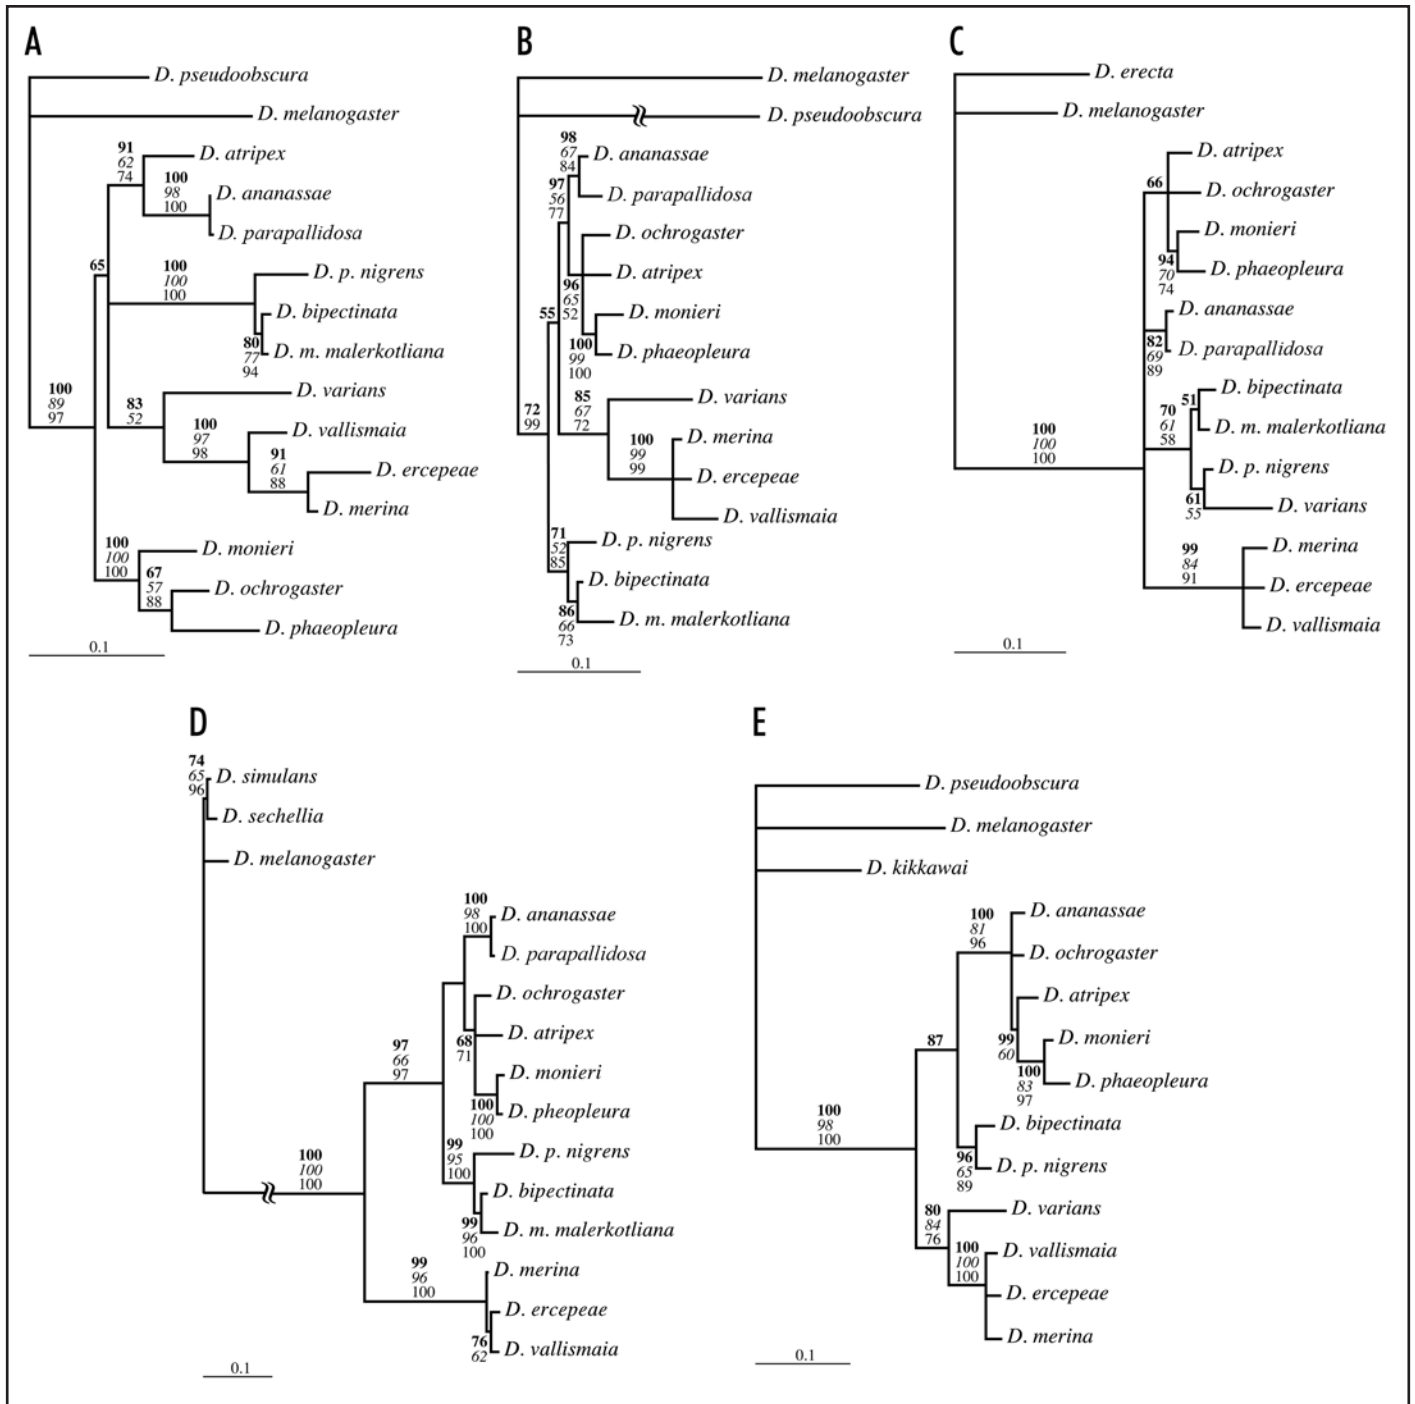 A
D. pseudoobscura
D. melanogaster
91
62
74
D. atripex
100
98
100
D. ananassae
D. parapallidosa
65
100
100
100
D. p. nigrens
D. bipectinata
80
77
94
D. m. malerkotliana
100
89
97
83
52
D. varians
100
97
98
D. vallismaia
91
61
88
D. ercepeae
D. merina
100
100
100
D. monieri
67
57
88
D. ochrogaster
D. phaeopleura
0.1
B
D. melanogaster
D. pseudoobscura
98
67
84
D. ananassae
97
56
77
D. parapallidosa
D. ochrogaster
D. atripex
96
65
52
55
D. monieri
100
99
100
D. phaeopleura
72
99
85
67
72
D. varians
100
99
99
D. merina
D. ercepeae
D. vallismaia
71
52
85
D. p. nigrens
D. bipectinata
86
66
73
D. m. malerkotliana
0.1
C
D. erecta
D. melanogaster
D. atripex
66
D. ochrogaster
D. monieri
94
70
74
D. phaeopleura
D. ananassae
82
69
89
D. parapallidosa
D. bipectinata
51
70
61
58
D. m. malerkotliana
100
100
100
D. p. nigrens
61
55
D. varians
99
84
91
D. merina
D. ercepeae
D. vallismaia
0.1
D
74
65
96
D. simulans
D. sechellia
D. melanogaster
100
98
100
D. ananassae
D. parapallidosa
D. ochrogaster
D. atripex
68
71
97
66
97
D. monieri
100
100
100
D. pheopleura
99
95
100
D. p. nigrens
100
100
100
D. bipectinata
99
96
100
D. m. malerkotliana
99
96
100
D. merina
D. ercepeae
76
62
D. vallismaia
0.1
E
D. pseudoobscura
D. melanogaster
D. kikkawai
100
81
96
D. ananassae
D. ochrogaster
D. atripex
99
60
87
D. monieri
100
83
97
D. phaeopleura
100
98
100
D. bipectinata
96
65
89
D. p. nigrens
80
84
76
D. varians
100
100
100
D. vallismaia
D. ercepeae
D. merina
0.1